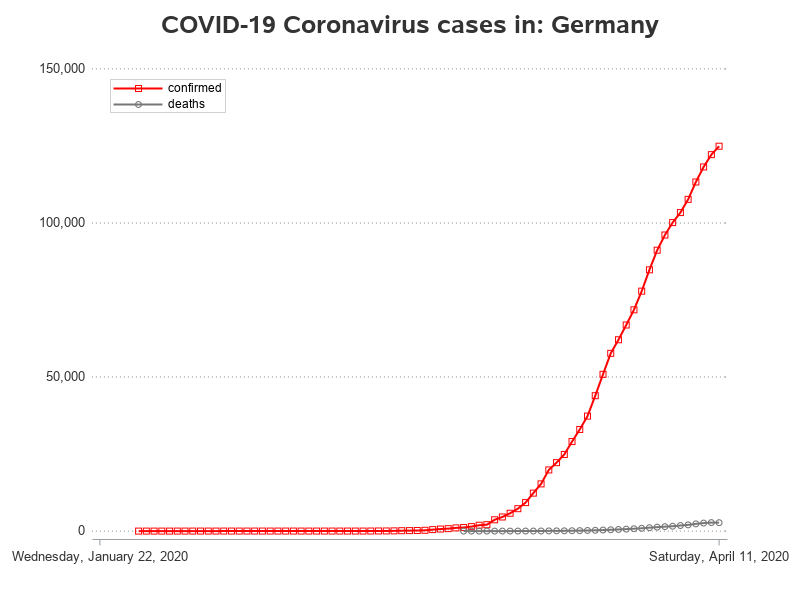 COVID-19 Coronavirus cases in: Germany
150,000
confirmed
deaths
100,000
50,000
0
Wednesday, January 22, 2020
Saturday, April 11, 2020